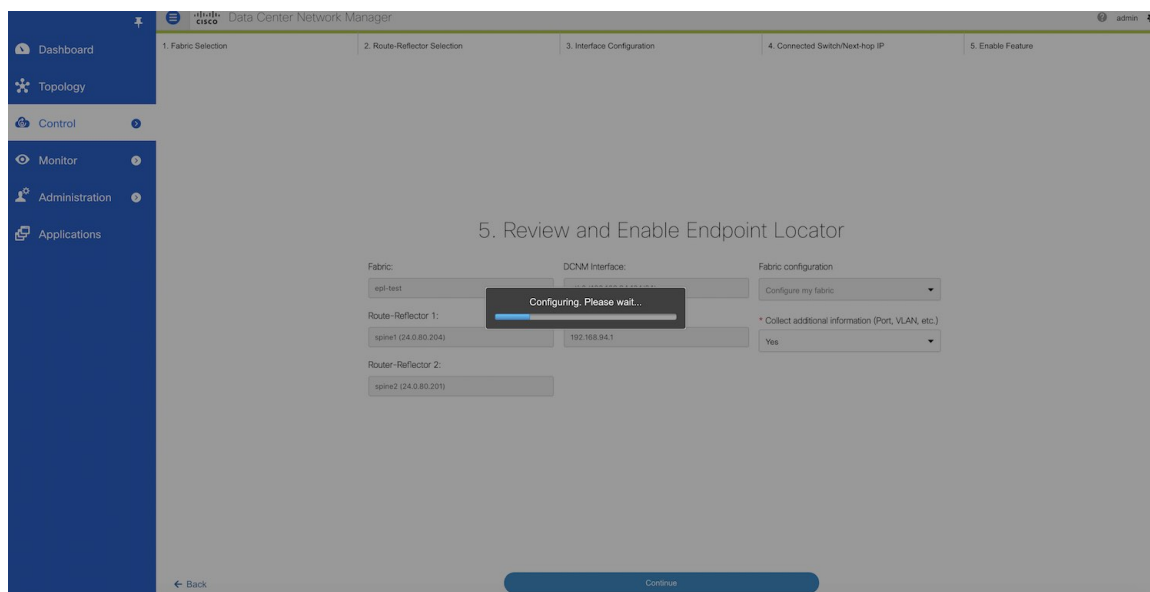 cisco Data Center Network Manager
admin
Dashboard
Topology
Control
Monitor
Administration
Applications
1. Fabric Selection
2. Route-Reflector Selection
3. Interface Configuration
4. Connected Switch/Next-hop IP
5. Enable Feature
5. Review and Enable Endpoint Locator
Fabric:
DCNM Interface:
Fabric configuration
epl-test
Configure my fabric
Configuring. Please wait...
Route-Reflector 1:
* Collect additional information (Port, VLAN, etc.)
spine1 (24.0.80.204)
192.168.94.1
Yes
Router-Reflector 2:
spine2 (24.0.80.201)
← Back
Continue